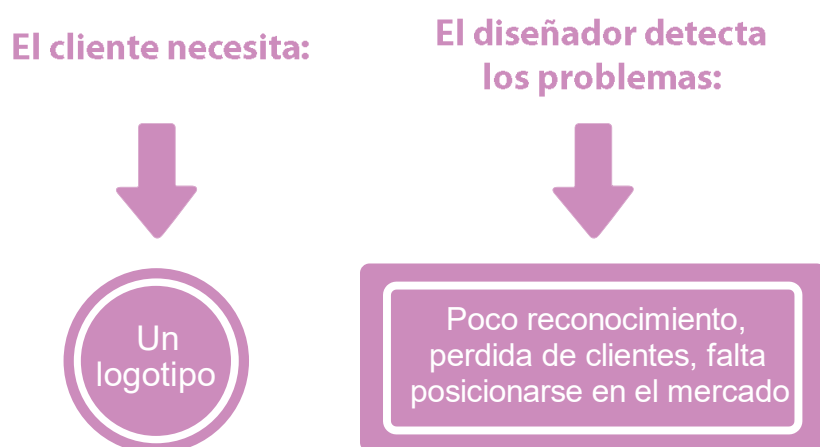 El cliente necesita:
El diseñador detecta
los problemas:
Un
logotipo
Poco reconocimiento,
perdida de clientes, falta
posicionarse en el mercado